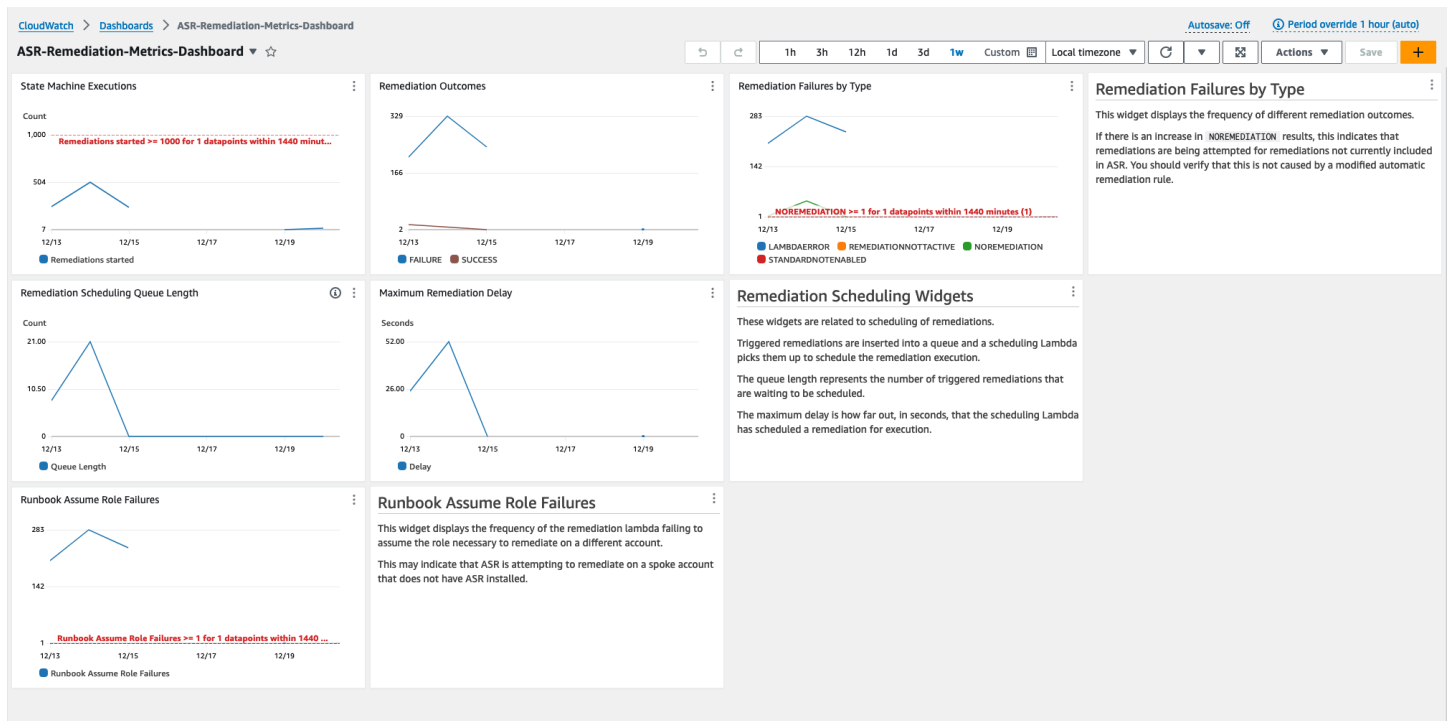 CloudWatch > Dashboards > ASR-Remediation-Metrics-Dashboard
Autosave: Off
Period override 1 hour (auto)
ASR-Remediation-Metrics-Dashboard
1h 3h 12h 1d 3d 1w Custom Local timezone Actions Save +
State Machine Executions
Count
1,000
Remediations started >= 1000 for 1 datapoints within 1440 minut...
504
7
12/13 12/15 12/17 12/19
Remediations started
Remediation Outcomes
329
166
2
12/13 12/15 12/17 12/19
FAILURE SUCCESS
Remediation Failures by Type
283
142
1
NOREMEDIATION >= 1 for 1 datapoints within 1440 minutes (1)
12/13 12/15 12/17 12/19
LAMBDAERROR REMEDIATIONNOTTACTIVE NOREMEDIATION
STANDARDNOTENABLED
Remediation Failures by Type
This widget displays the frequency of different remediation outcomes.
If there is an increase in NOREMEDIATION results, this indicates that
remediations are being attempted for remediations not currently included
in ASR. You should verify that this is not caused by a modified automatic
remediation rule.
Remediation Scheduling Queue Length
Count
21.00
10.50
0
12/13 12/15 12/17 12/19
Queue Length
Maximum Remediation Delay
Seconds
52.00
26.00
0
12/13 12/15 12/17 12/19
Delay
Remediation Scheduling Widgets
These widgets are related to scheduling of remediations.
Triggered remediations are inserted into a queue and a scheduling Lambda
picks them up to schedule the remediation execution.
The queue length represents the number of triggered remediations that
are waiting to be scheduled.
The maximum delay is how far out, in seconds, that the scheduling Lambda
has scheduled a remediation for execution.
Runbook Assume Role Failures
283
142
1
Runbook Assume Role Failures >= 1 for 1 datapoints within 1440 ...
12/13 12/15 12/17 12/19
Runbook Assume Role Failures
Runbook Assume Role Failures
This widget displays the frequency of the remediation lambda failing to
assume the role necessary to remediate on a different account.
This may indicate that ASR is attempting to remediate on a spoke account
that does not have ASR installed.